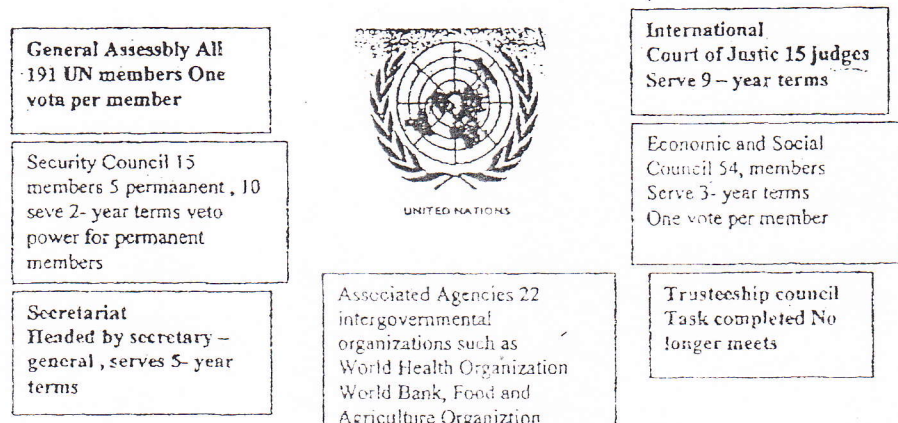 General Assesbly All
191 UN members One
vota per member
International
Court of Justic 15 judges
Serve 9 – year terms
Security Council 15
members 5 permaanent , 10
seve 2- year terms veto
power for permanent
members
UNITED NATIONS
Economic and Social
Council 54, members
Serve 3- year terms
One vote per member
Secretariat
Headed by secretary –
general , serves 5- year
terms
Associated Agencies 22
intergovernmental
organizations such as
World Health Organization
World Bank, Food and
Agriculture Organiztion
Trusteeship council
Task completed No
longer meets